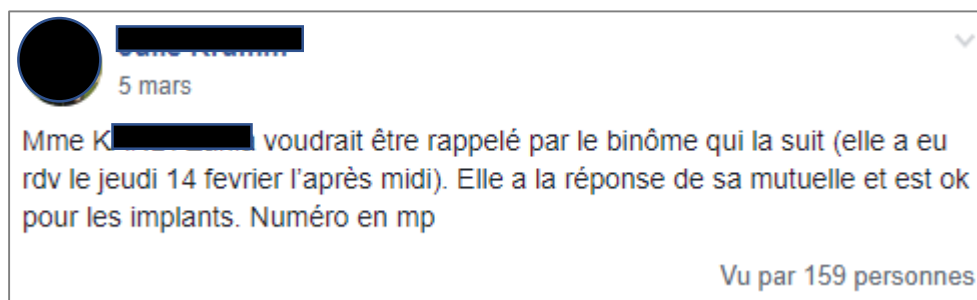 5 mars
Mme K voudrait être rappelé par le binôme qui la suit (elle a eu
rdv le jeudi 14 fevrier l'après midi). Elle a la réponse de sa mutuelle et est ok
pour les implants. Numéro en mp
Vu par 159 personnes